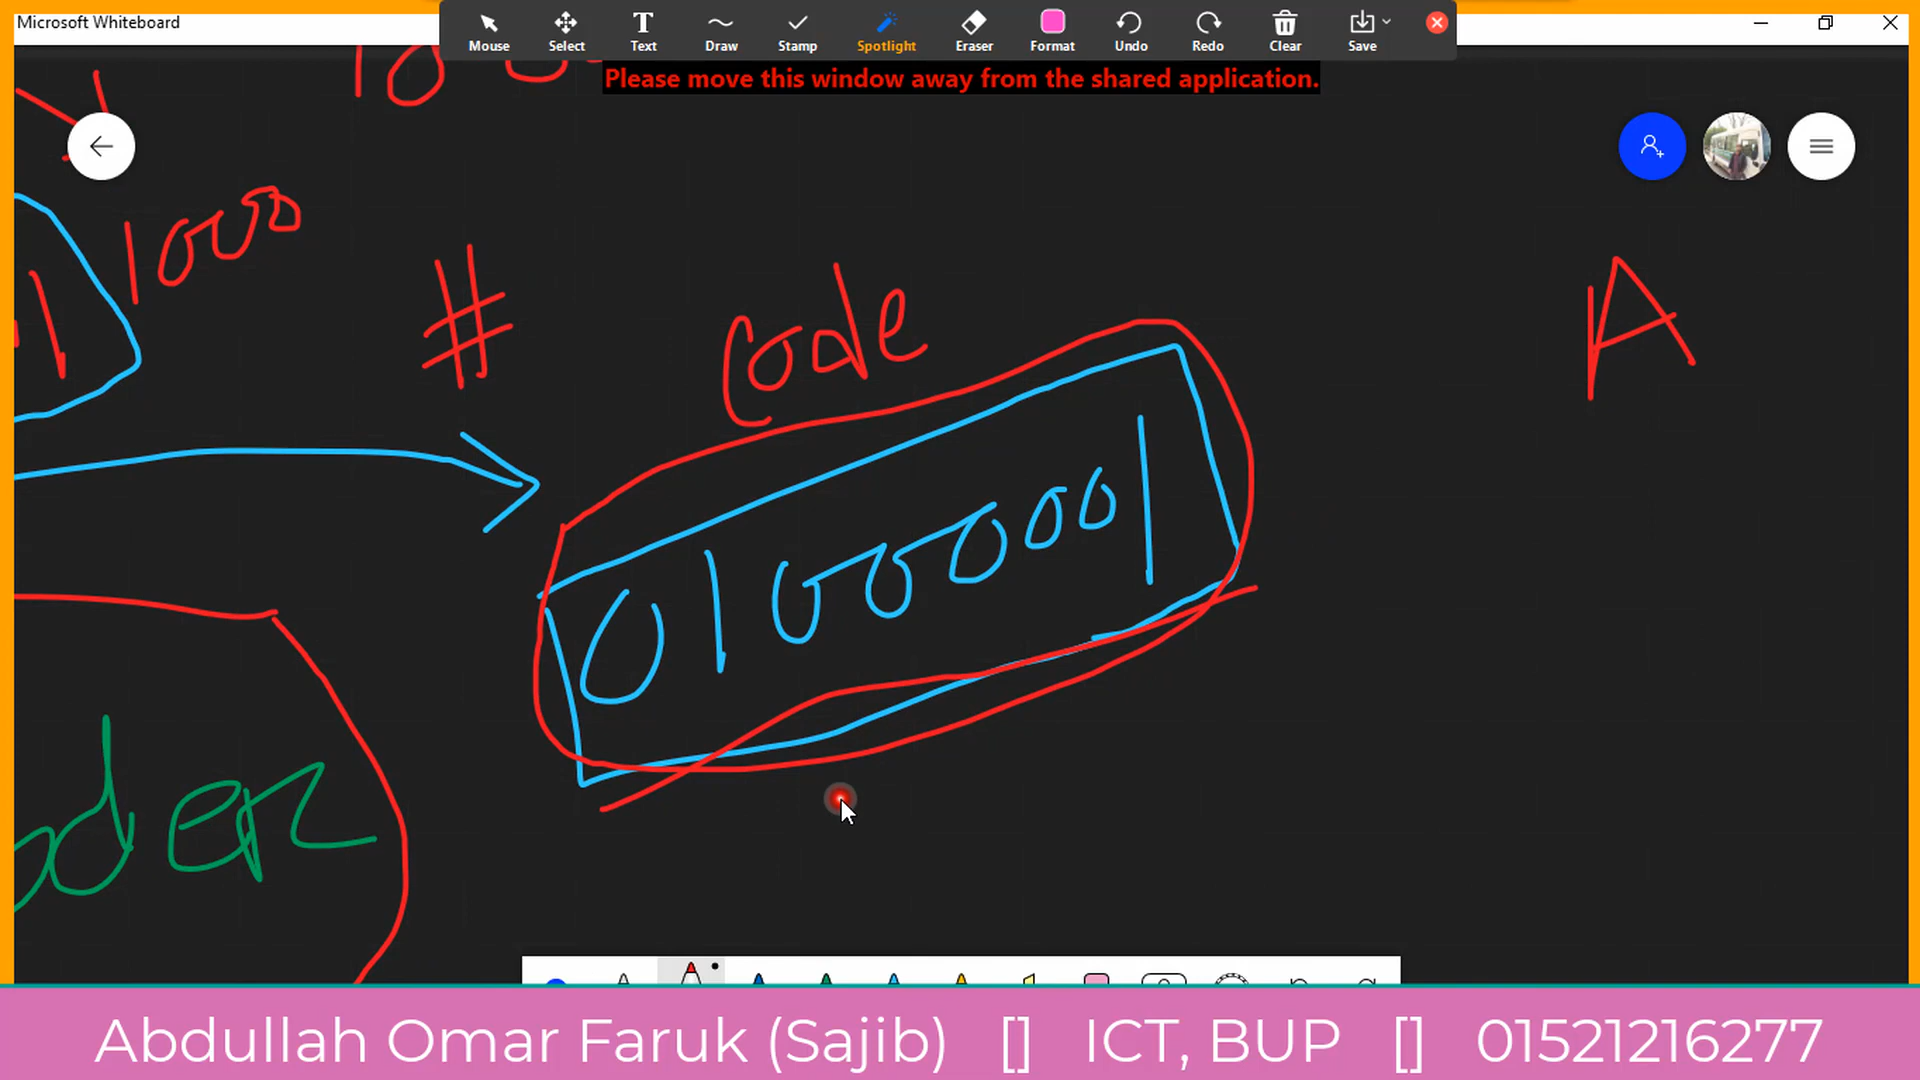 Microsoft Whiteboard
Mouse Select Text Draw Stamp Spotlight Eraser Format Undo Redo Clear Save
Please move this window away from the shared application.
1000
#
Code
A
01000001
oder
Abdullah Omar Faruk (Sajib) [] ICT, BUP [] 01521216277